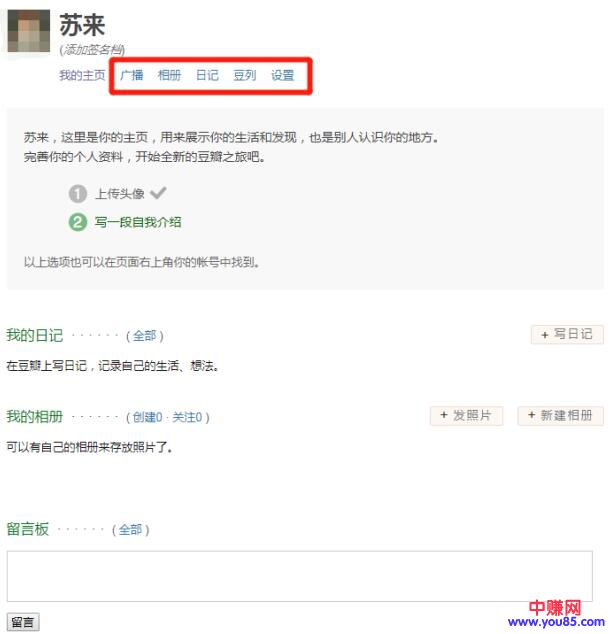 苏来
(添加签名档)
我的主页 广播 相册 日记 豆列 设置
苏来，这里是你的主页，用来展示你的生活和发现，也是别人认识你的地方。
完善你的个人资料，开始全新的豆瓣之旅吧。
1 上传头像
2 写一段自我介绍
以上选项也可以在页面右上角你的帐号中找到。
我的日记 · · · · · · ( 全部 ) + 写日记
在豆瓣上写日记，记录自己的生活、想法。
我的相册 · · · · · · ( 创建0 · 关注0 ) + 发照片 + 新建相册
可以有自己的相册来存放照片了。
留言板 · · · · · · ( 全部 )
留言
中赚网
www.you85.com